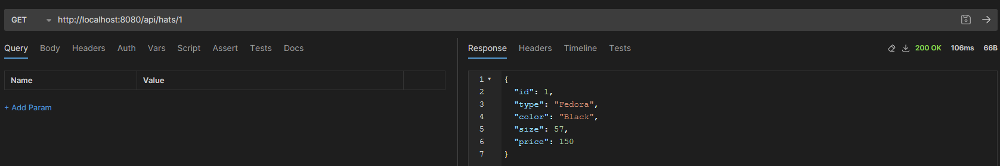 GET http://localhost:8080/api/hats/1
Query Body Headers Auth Vars Script Assert Tests Docs
Name Value
+ Add Param
Response Headers Timeline Tests 200 OK 106ms 66B
1 {
2 "id": 1,
3 "type": "Fedora",
4 "color": "Black",
5 "size": 57,
6 "price": 150
7 }